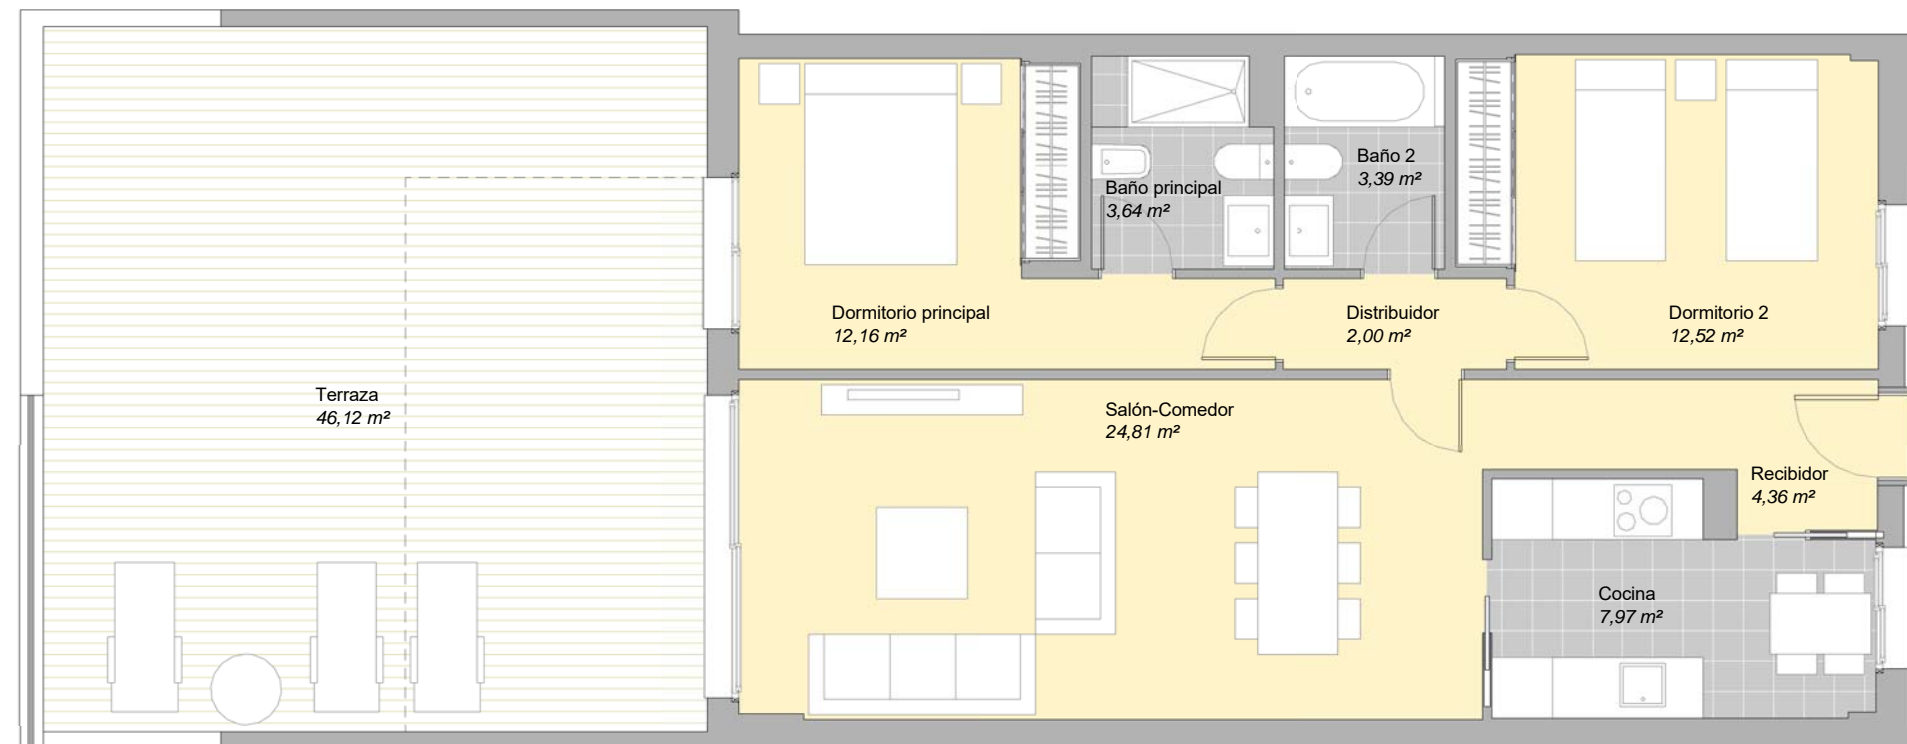 Baño 2
3,39 m²
Baño principal
3,64 m²
Dormitorio principal
12,16 m²
Distribuidor
2,00 m²
Dormitorio 2
12,52 m²
Terraza
46,12 m²
Salón-Comedor
24,81 m²
Recibidor
4,36 m²
Cocina
7,97 m²